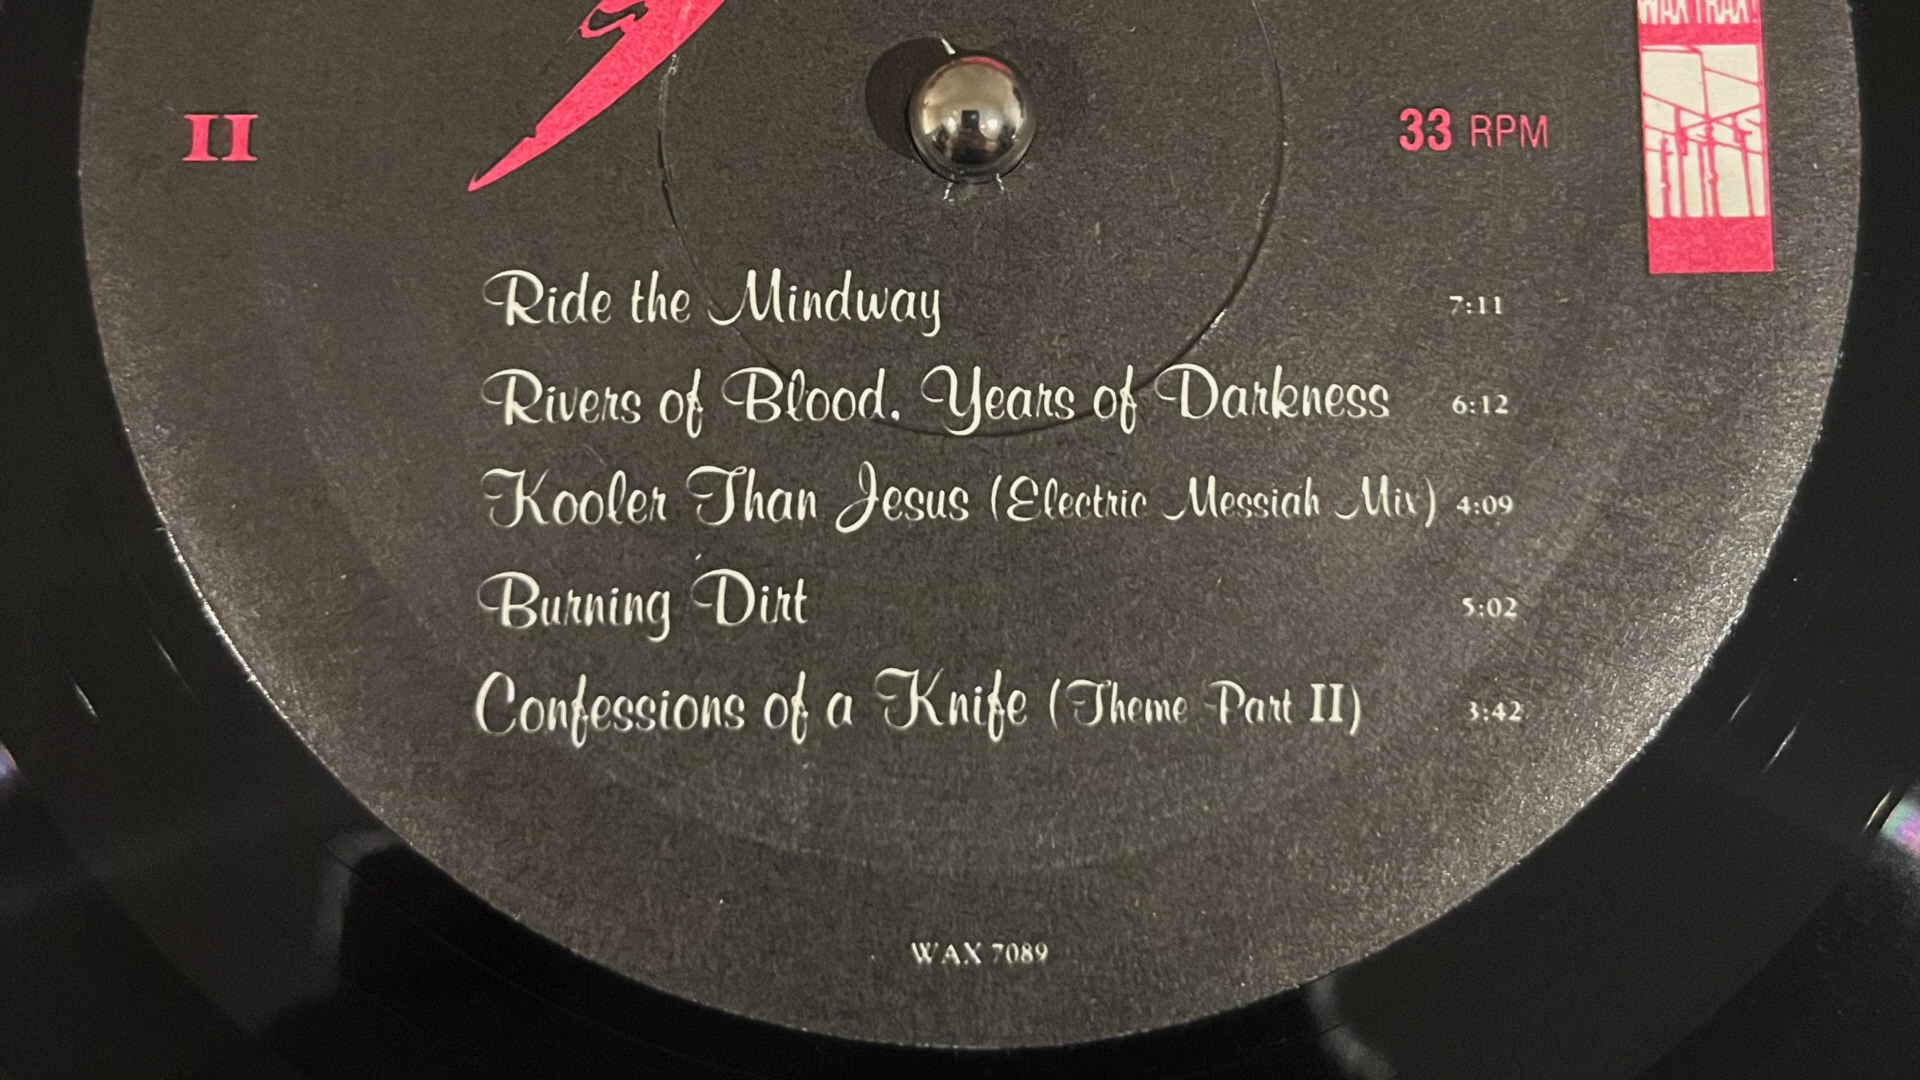 WAX TRAX!
II
33 RPM
Ride the Mindway 7:11
Rivers of Blood, Years of Darkness 6:12
Kooler Than Jesus (Electric Messiah Mix) 4:09
Burning Dirt 5:02
Confessions of a Knife (Theme Part II) 3:42
WAX 7089